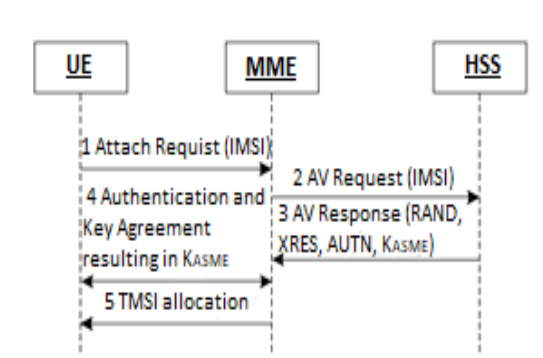 UE
MME
HSS
1 Attach Requist (IMSI)
2 AV Request (IMSI)
3 AV Response (RAND,
XRES, AUTN, KASME)
4 Authentication and
Key Agreement
resulting in KASME
5 TMSI allocation